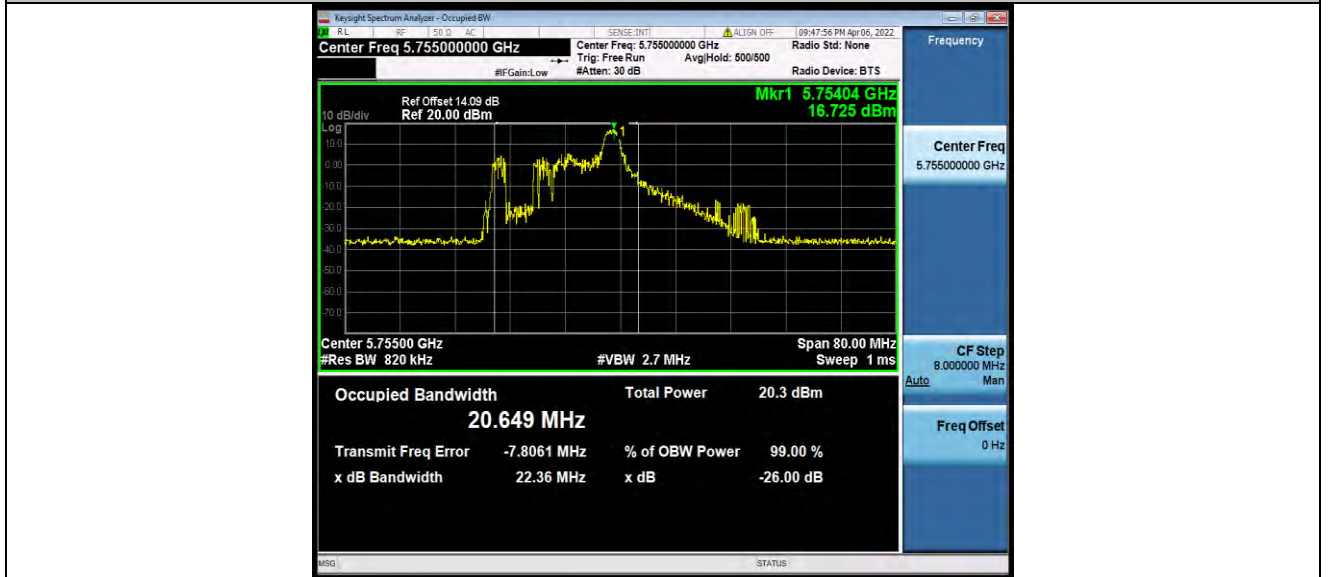 Keysight Spectrum Analyzer - Occupied BW
RL RF 50 Ω AC SENSE:INT ALIGN OFF 09:47:56 PM Apr 06, 2022
Center Freq 5.755000000 GHz
Center Freq: 5.755000000 GHz Radio Std: None
Trig: Free Run Avg|Hold: 500/500
#IFGain:Low #Atten: 30 dB Radio Device: BTS
Frequency
Mkr1 5.75404 GHz
16.725 dBm
Ref Offset 14.09 dB
10 dB/div Ref 20.00 dBm
Log
10.0
0.00
-10.0
-20.0
-30.0
-40.0
-50.0
-60.0
-70.0
1
Center 5.75500 GHz Span 80.00 MHz
#Res BW 820 kHz #VBW 2.7 MHz Sweep 1 ms
Occupied Bandwidth Total Power 20.3 dBm
20.649 MHz
Transmit Freq Error -7.8061 MHz % of OBW Power 99.00 %
x dB Bandwidth 22.36 MHz x dB -26.00 dB
Center Freq
5.755000000 GHz
CF Step
8.000000 MHz
Auto Man
Freq Offset
0 Hz
MSG STATUS